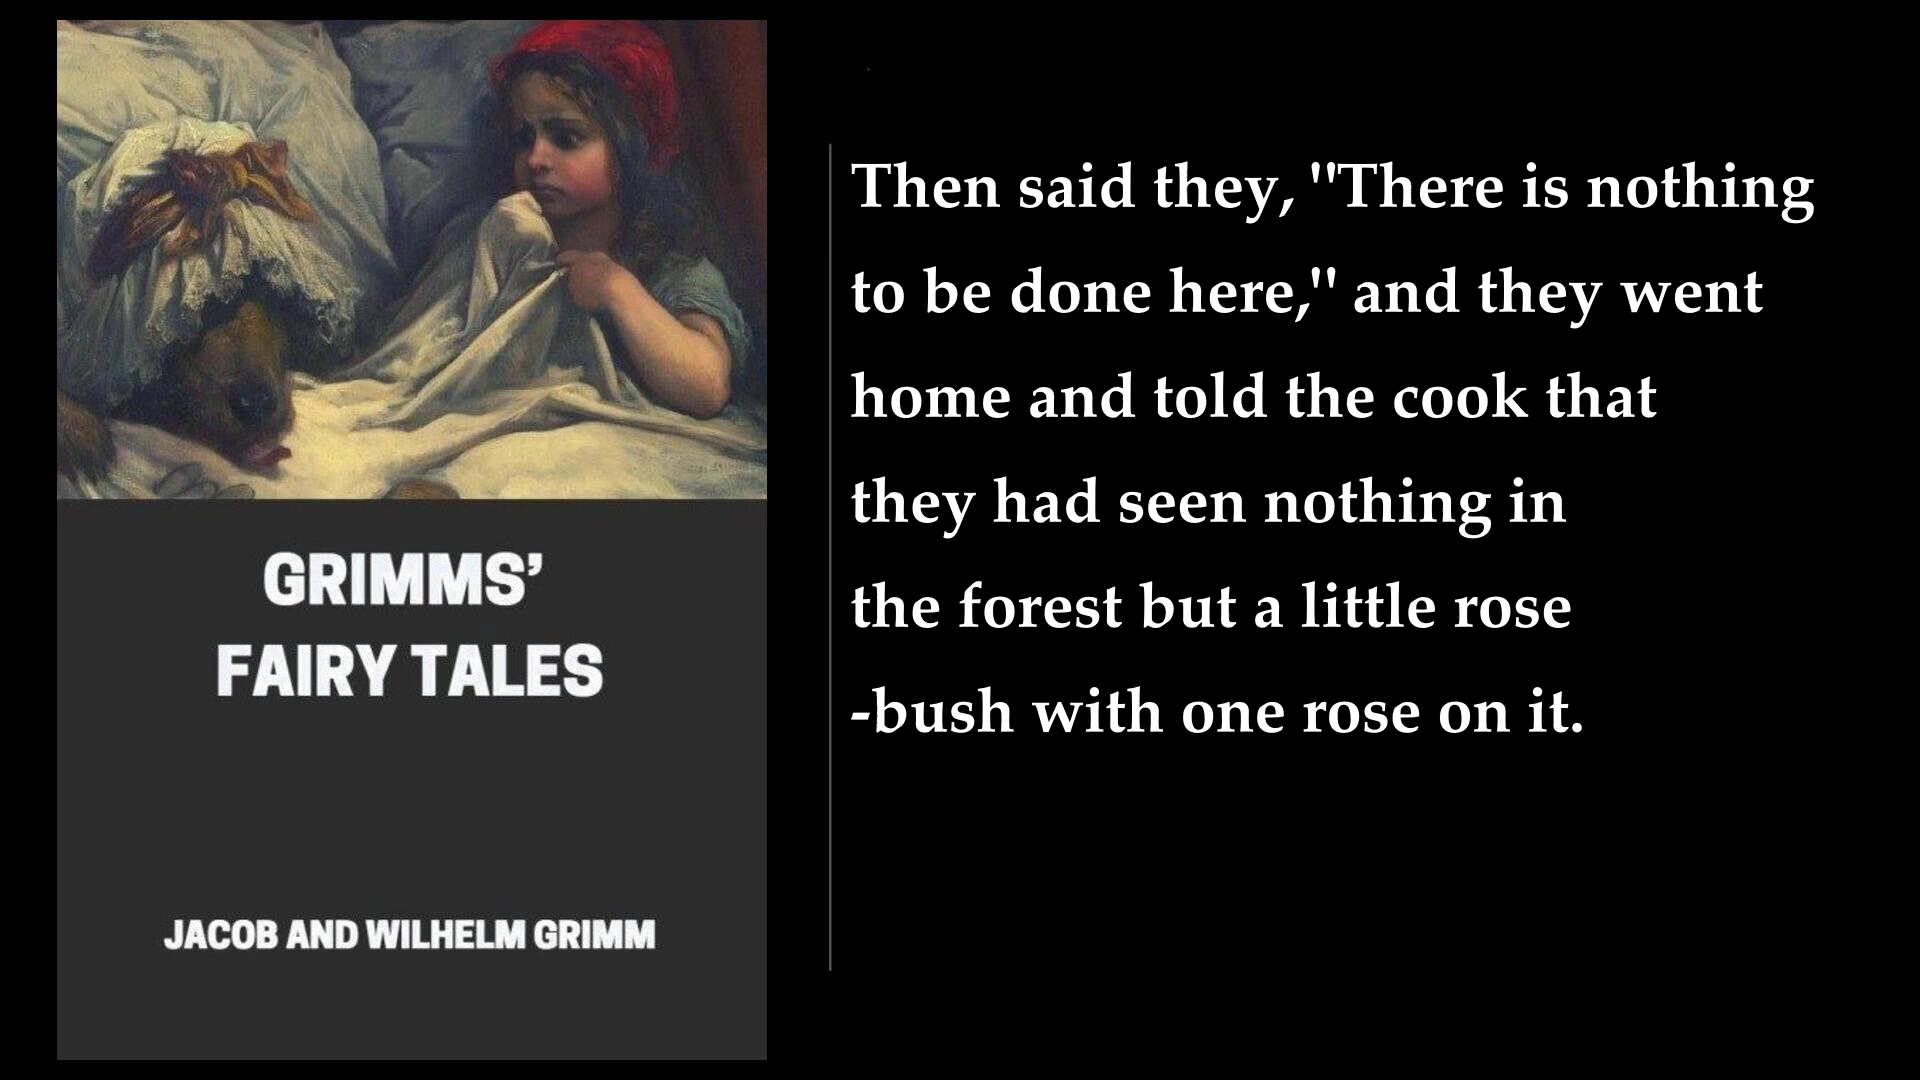 GRIMMS’
FAIRY TALES
JACOB AND WILHELM GRIMM
Then said they, "There is nothing
to be done here," and they went
home and told the cook that
they had seen nothing in
the forest but a little rose
-bush with one rose on it.